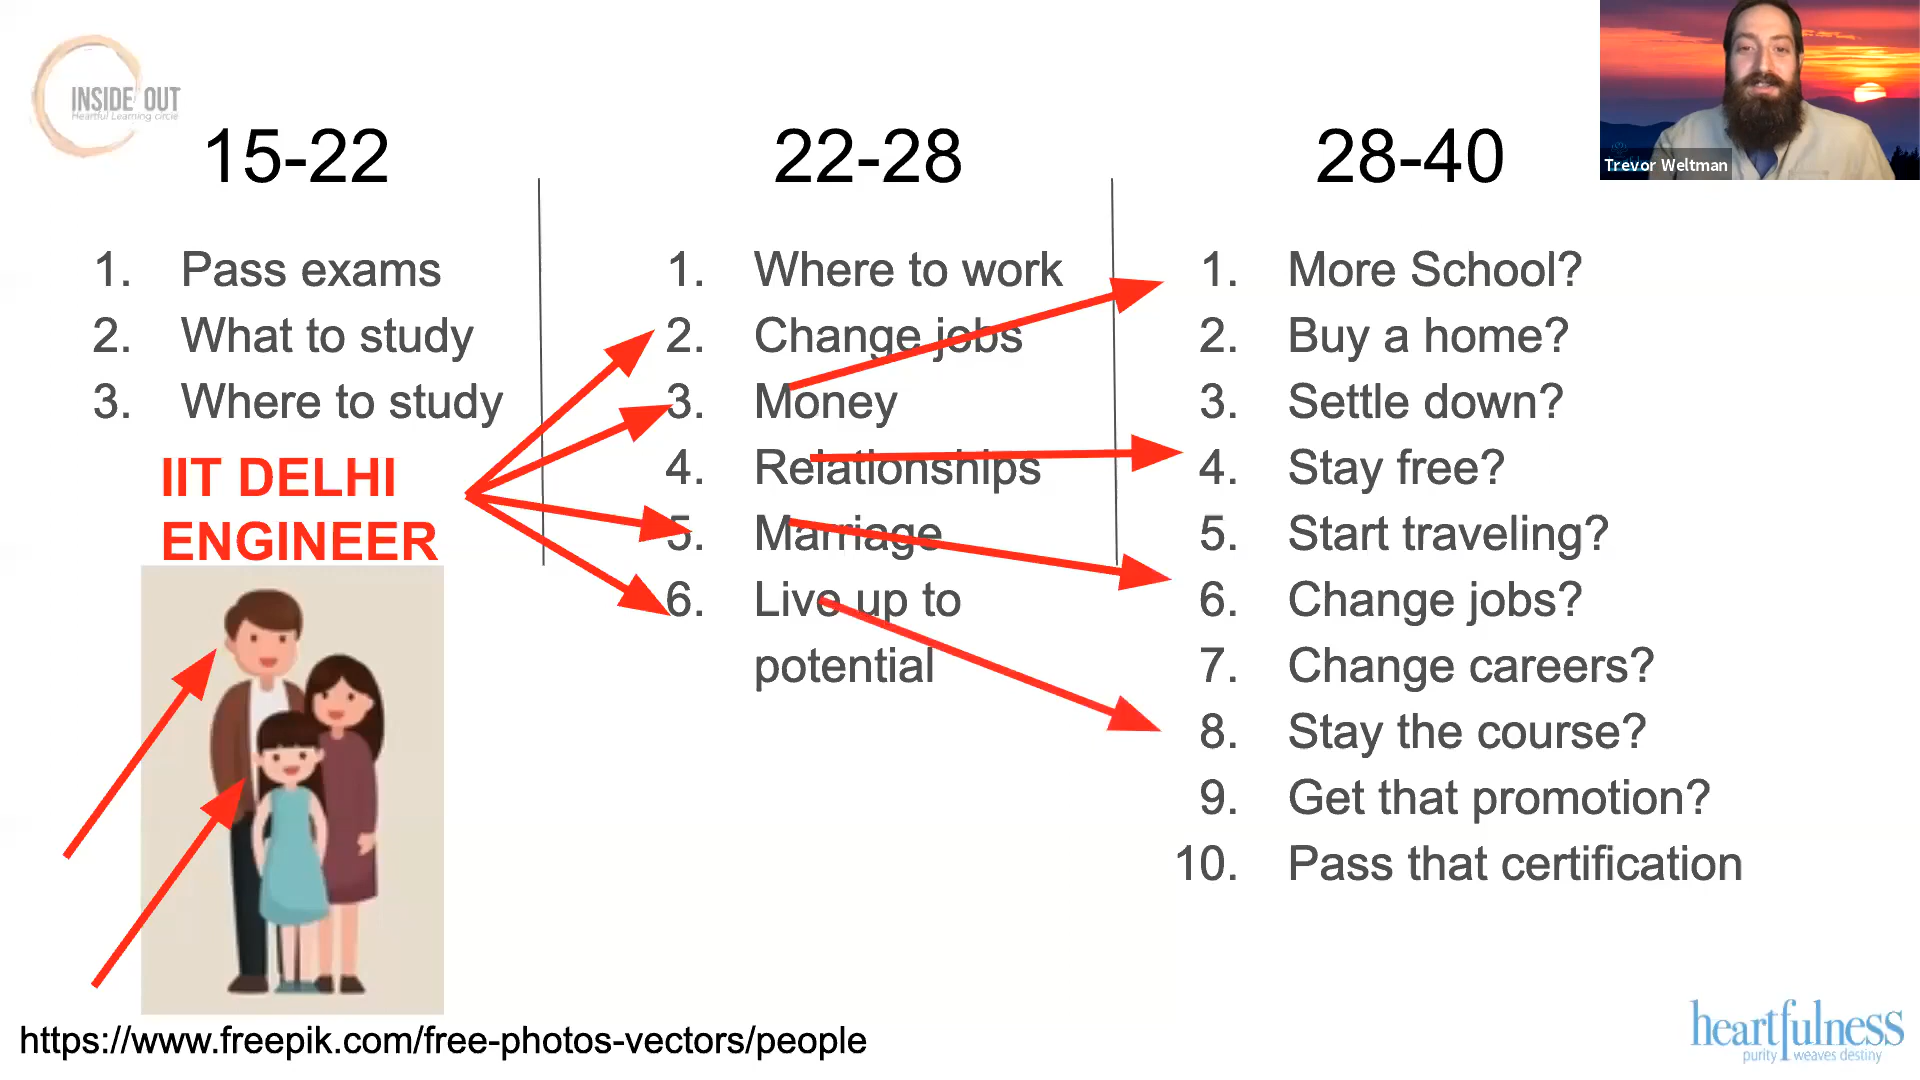 INSIDE OUT
Heartful Learning circle
15-22
1. Pass exams
2. What to study
3. Where to study
IIT DELHI
ENGINEER
22-28
1. Where to work
2. Change jobs
3. Money
4. Relationships
5. Marriage
6. Live up to
potential
28-40
1. More School?
2. Buy a home?
3. Settle down?
4. Stay free?
5. Start traveling?
6. Change jobs?
7. Change careers?
8. Stay the course?
9. Get that promotion?
10. Pass that certification
Trevor Weltman
https://www.freepik.com/free-photos-vectors/people
heartfulness
purity weaves destiny